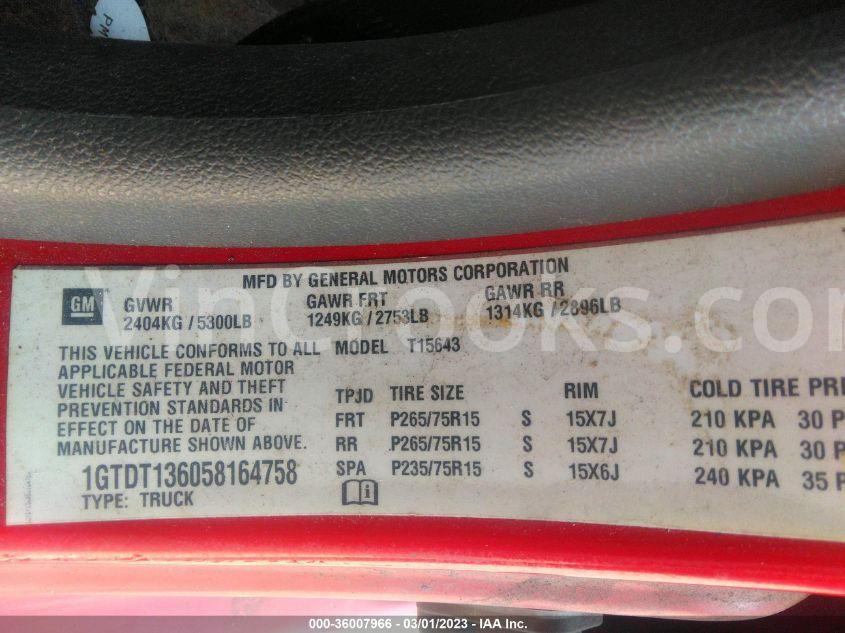 PM
MFD BY GENERAL MOTORS CORPORATION
GM GVWR GAWR FRT GAWR RR
2404KG / 5300LB 1249KG / 2753LB 1314KG / 2896LB
THIS VEHICLE CONFORMS TO ALL MODEL T15643
APPLICABLE FEDERAL MOTOR
VEHICLE SAFETY AND THEFT
PREVENTION STANDARDS IN
EFFECT ON THE DATE OF
MANUFACTURE SHOWN ABOVE.
1GTDT136058164758
TYPE: TRUCK
TPJD TIRE SIZE RIM COLD TIRE PRE
FRT P265/75R15 S 15X7J 210 KPA 30 P
RR P265/75R15 S 15X7J 210 KPA 30 P
SPA P235/75R15 S 15X6J 240 KPA 35 P
i
VinCrooks.com
000-36007966 — 03/01/2023 — IAA Inc.